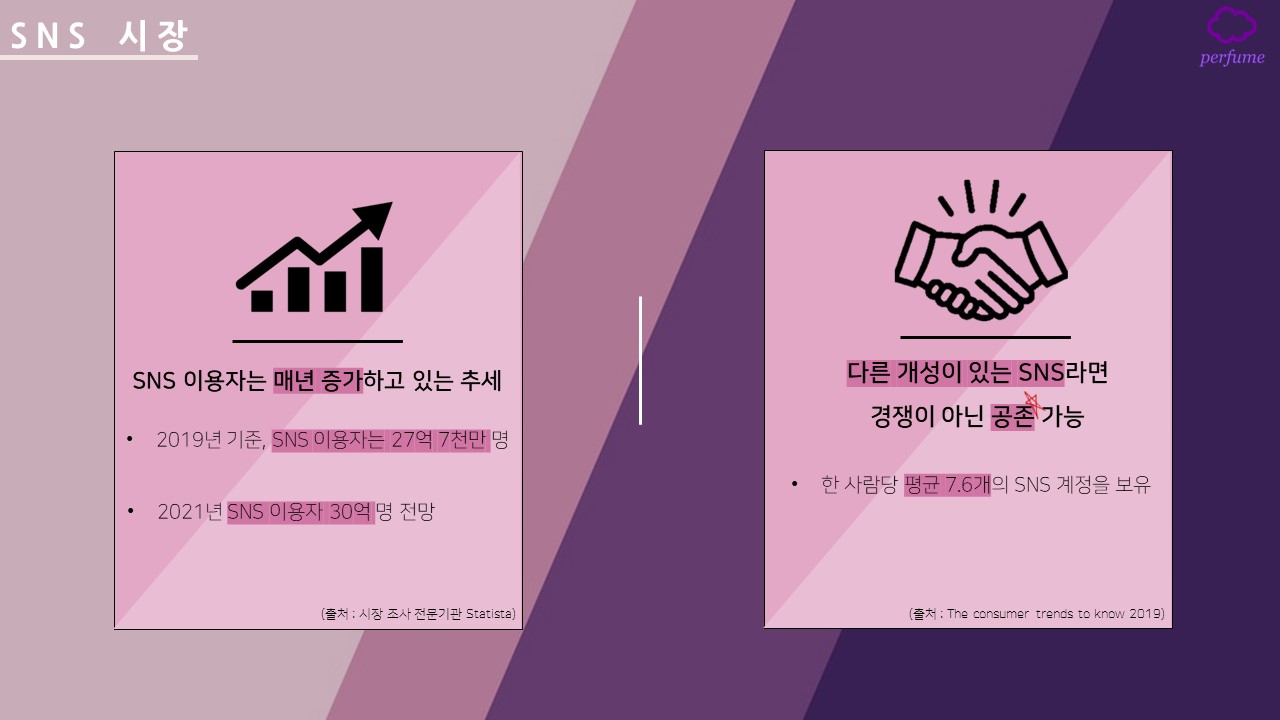 SNS 시장
perfume
SNS 이용자는 매년 증가하고 있는 추세
• 2019년 기준, SNS 이용자는 27억 7천만 명
• 2021년 SNS 이용자 30억 명 전망
(출처 : 시장 조사 전문기관 Statista)
다른 개성이 있는 SNS라면
경쟁이 아닌 공존 가능
• 한 사람당 평균 7.6개의 SNS 계정을 보유
(출처 : The consumer trends to know 2019)